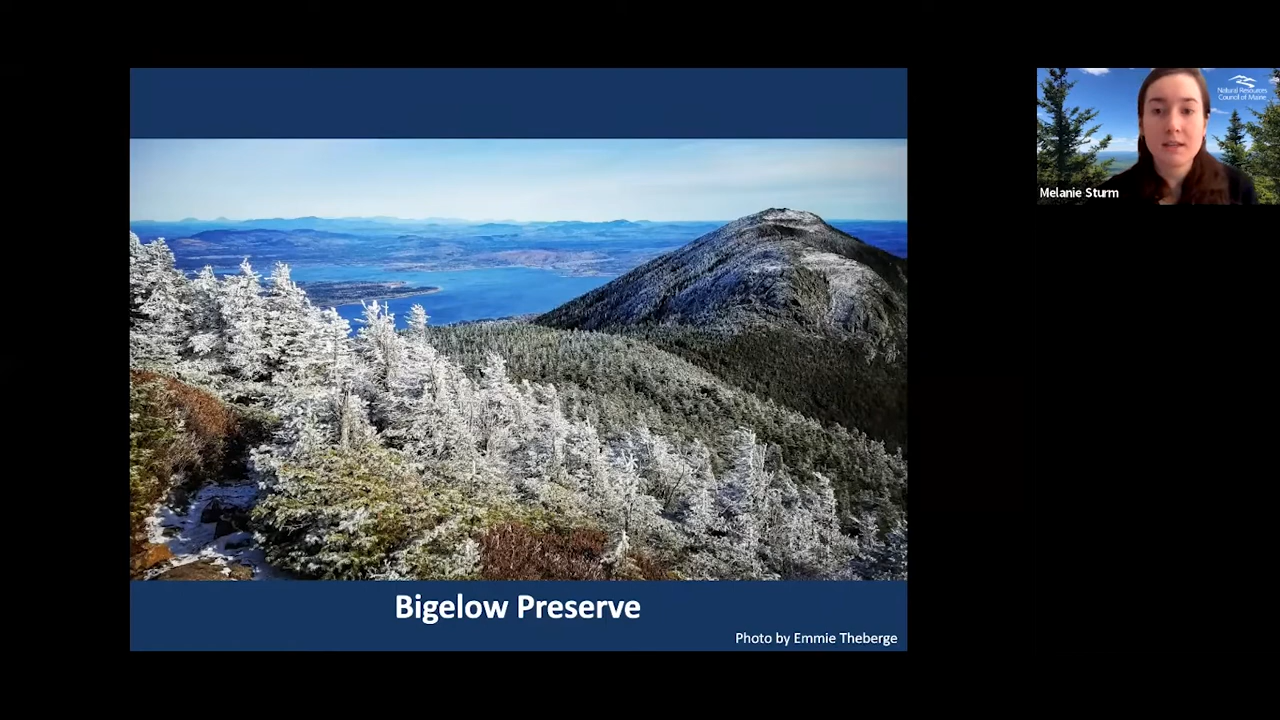 Bigelow Preserve
Photo by Emmie Theberge
Natural Resources
Council of Maine
Melanie Sturm